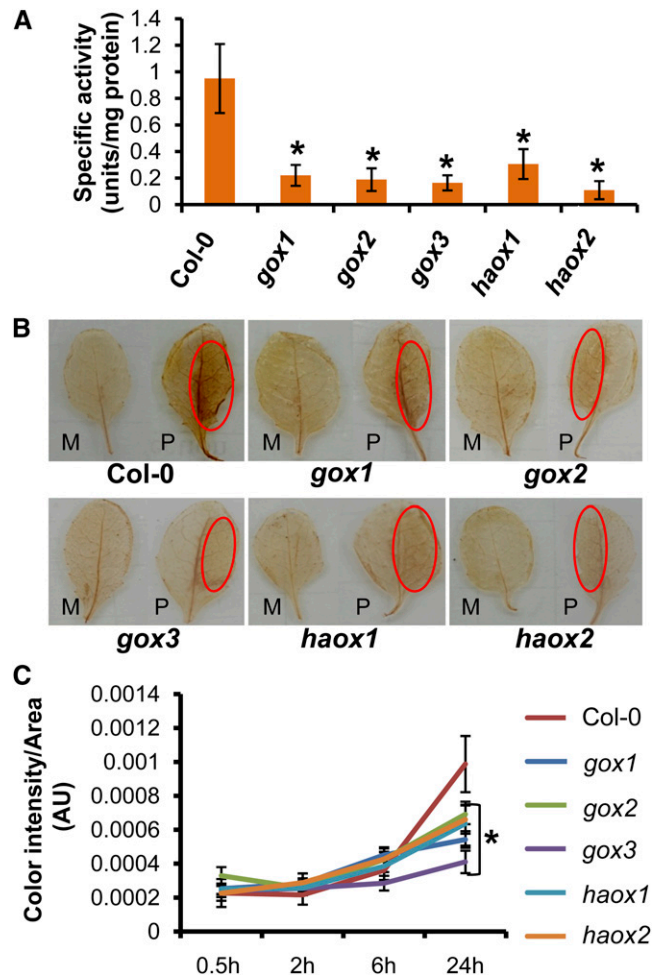 A
Specific activity
(units/mg protein)
1.4
1.2
1
0.8
0.6
0.4
0.2
0
*
*
*
*
*
Col-0
gox1
gox2
gox3
haox1
haox2
B
M P M P M P
Col-0 gox1 gox2
M P M P M P
gox3 haox1 haox2
C
Color intensity/Area
(AU)
0.0014
0.0012
0.001
0.0008
0.0006
0.0004
0.0002
0
*
0.5h 2h 6h 24h
Col-0
gox1
gox2
gox3
haox1
haox2